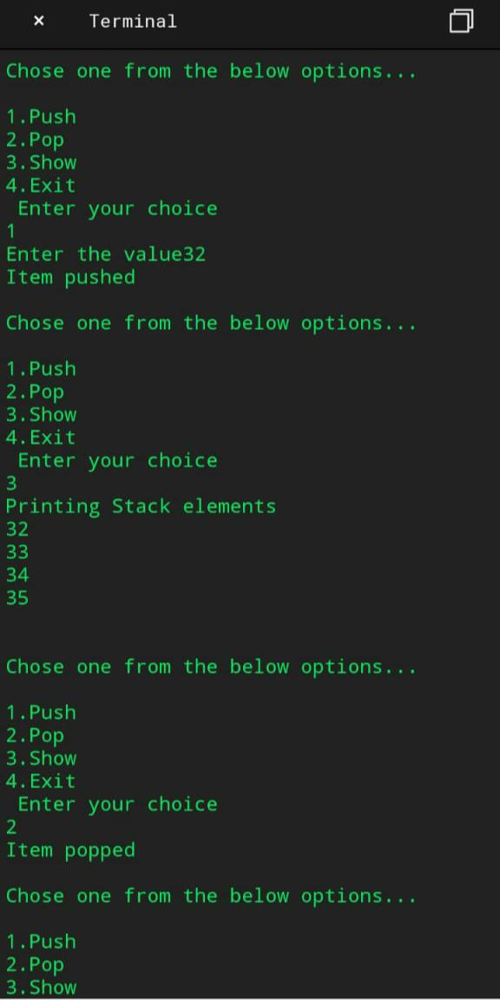 × Terminal
Chose one from the below options...
1.Push
2.Pop
3.Show
4.Exit
Enter your choice
1
Enter the value32
Item pushed
Chose one from the below options...
1.Push
2.Pop
3.Show
4.Exit
Enter your choice
3
Printing Stack elements
32
33
34
35
Chose one from the below options...
1.Push
2.Pop
3.Show
4.Exit
Enter your choice
2
Item popped
Chose one from the below options...
1.Push
2.Pop
3.Show